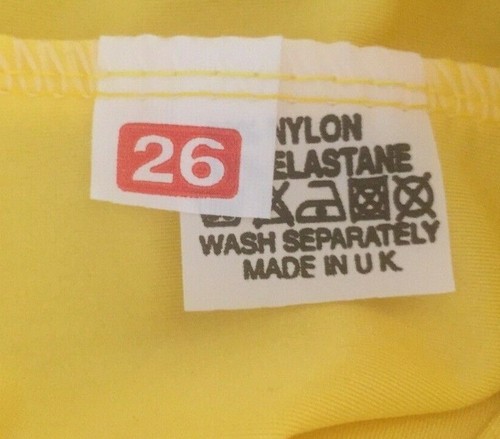 26
NYLON
ELASTANE
WASH SEPARATELY
MADE IN U K